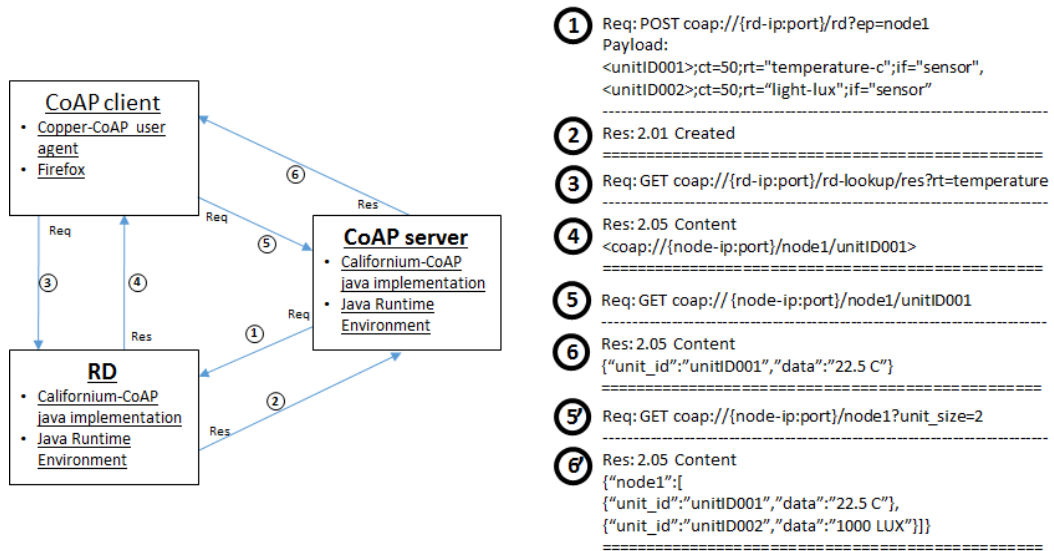 CoAP client
• Copper-CoAP user
agent
• Firefox
6
Res
Req
5
CoAP server
• Californium-CoAP
java implementation
• Java Runtime
Environment
Req
3
4
Req
1
Res
RD
• Californium-CoAP
java implementation
• Java Runtime
Environment
2
Res
1
Req: POST coap://{rd-ip:port}/rd?ep=node1
Payload:
<unitID001>;ct=50;rt="temperature-c";if="sensor",
<unitID002>;ct=50;rt=“light-lux";if="sensor”
2
Res: 2.01 Created
3
Req: GET coap://{rd-ip:port}/rd-lookup/res?rt=temperature
4
Res: 2.05 Content
<coap://{node-ip:port}/node1/unitID001>
5
Req: GET coap:// {node-ip:port}/node1/unitID001
6
Res: 2.05 Content
{“unit_id”:”unitID001”,”data”:”22.5 C”}
5’
Req: GET coap://{node-ip:port}/node1?unit_size=2
6’
Res: 2.05 Content
{“node1”:[
{“unit_id”:”unitID001”,”data”:”22.5 C”},
{“unit_id”:”unitID002”,”data”:”1000 LUX”}]}